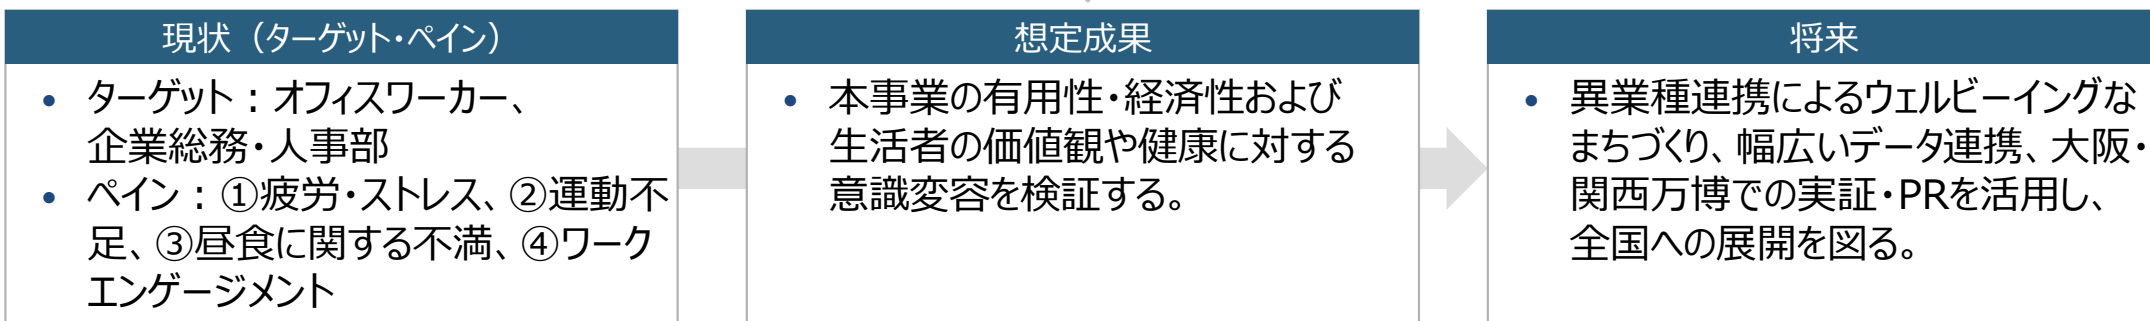 現状（ターゲット・ペイン）
• ターゲット：オフィスワーカー、
企業総務・人事部
• ペイン：①疲労・ストレス、②運動不
足、③昼食に関する不満、④ワーク
エンゲージメント
想定成果
• 本事業の有用性・経済性および
生活者の価値観や健康に対する
意識変容を検証する。
将来
• 異業種連携によるウェルビーイングな
まちづくり、幅広いデータ連携、大阪・
関西万博での実証・PRを活用し、
全国への展開を図る。